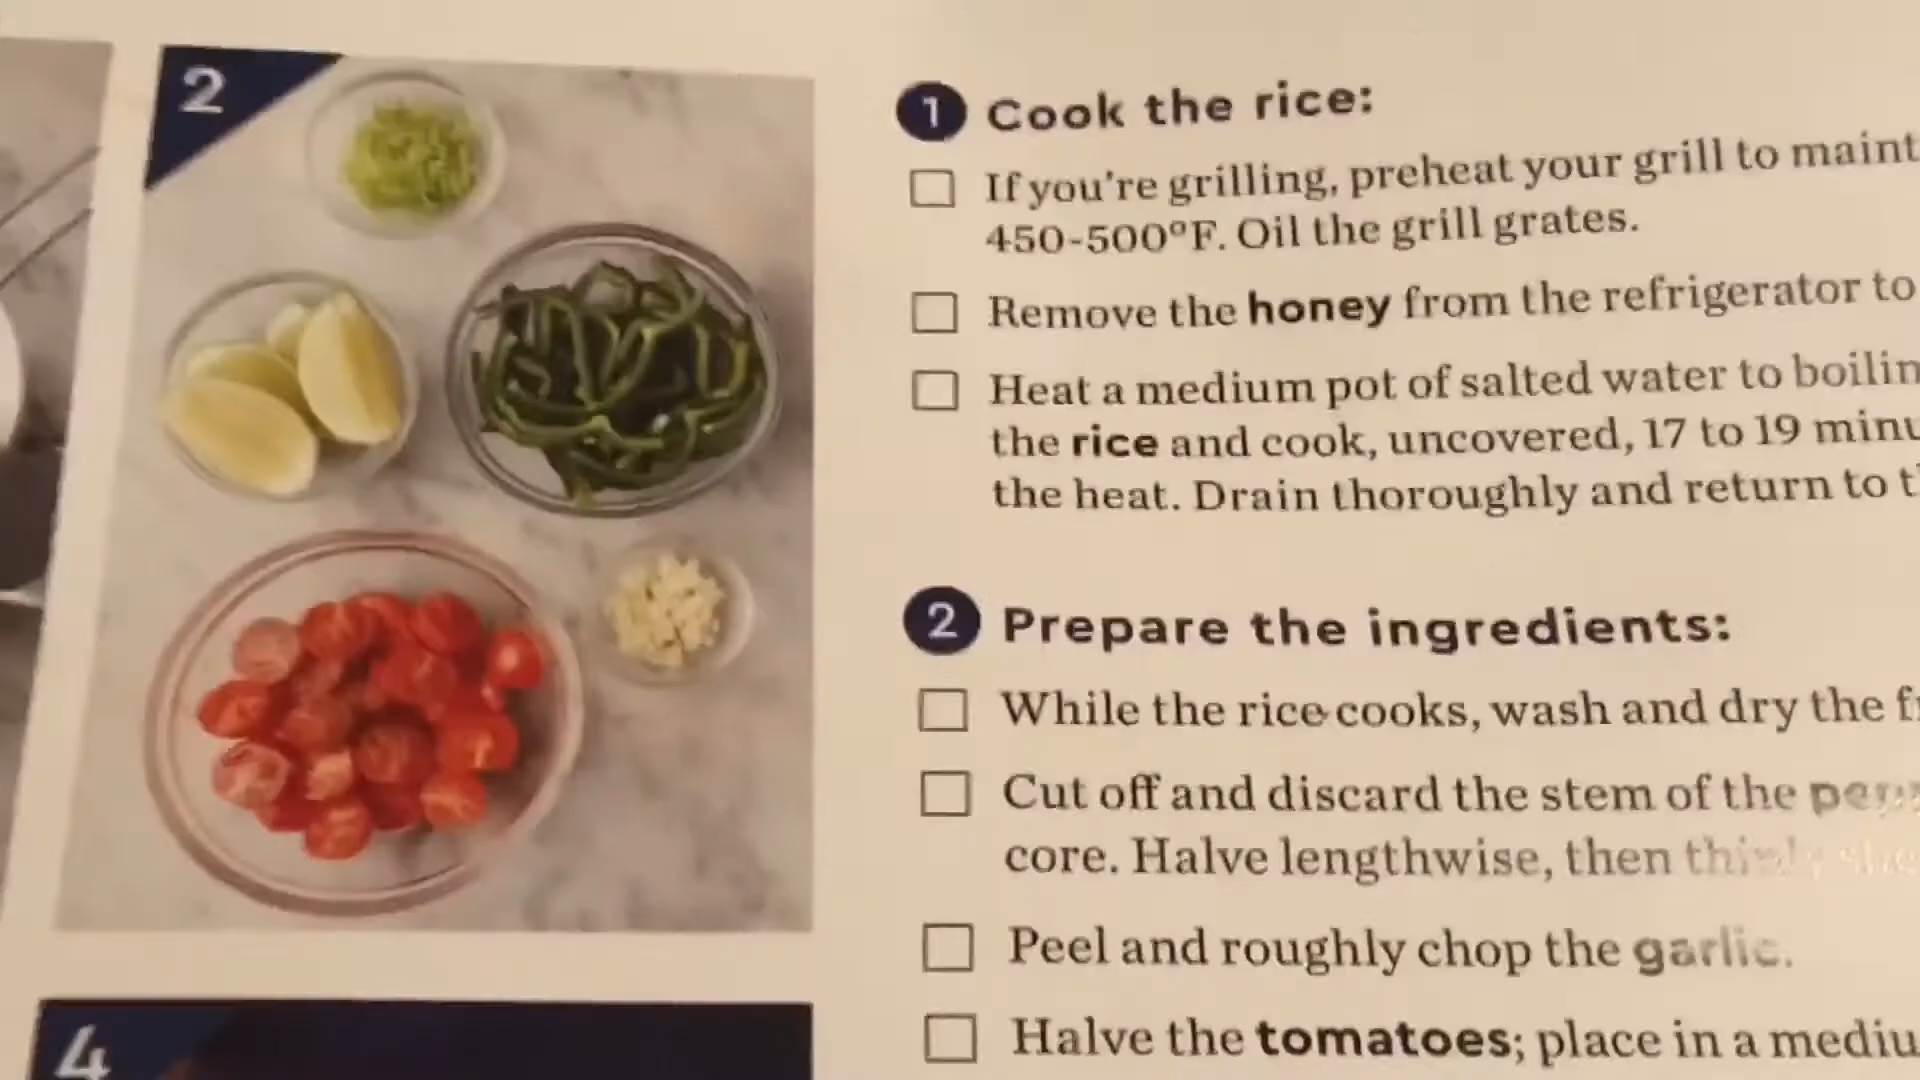 2
1 Cook the rice:
If you're grilling, preheat your grill to maint
450-500°F. Oil the grill grates.
Remove the honey from the refrigerator to
Heat a medium pot of salted water to boilin
the rice and cook, uncovered, 17 to 19 minu
the heat. Drain thoroughly and return to t
2 Prepare the ingredients:
While the rice cooks, wash and dry the f
Cut off and discard the stem of the
core. Halve lengthwise, then thinly
Peel and roughly chop the garlic.
Halve the tomatoes; place in a mediu
4